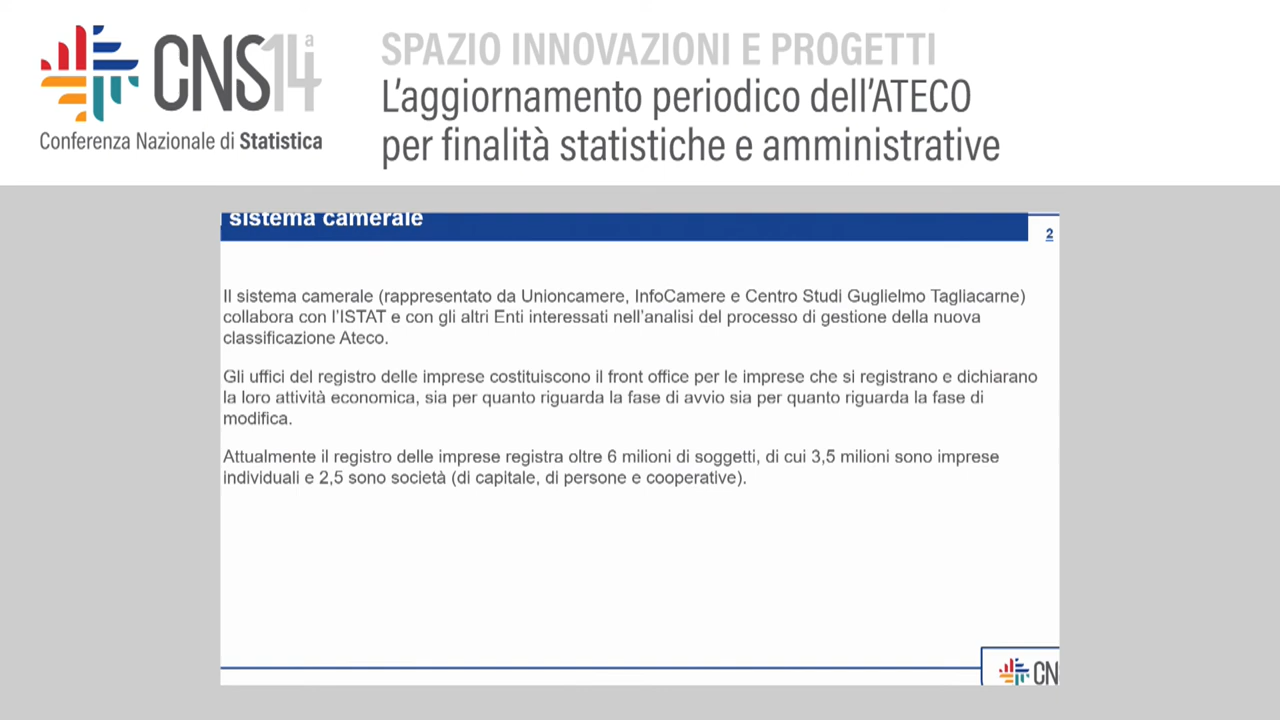 CNS14ª
Conferenza Nazionale di Statistica
SPAZIO INNOVAZIONI E PROGETTI
L'aggiornamento periodico dell'ATECO
per finalità statistiche e amministrative
sistema camerale
2
Il sistema camerale (rappresentato da Unioncamere, InfoCamere e Centro Studi Guglielmo Tagliacarne)
collabora con l'ISTAT e con gli altri Enti interessati nell'analisi del processo di gestione della nuova
classificazione Ateco.
Gli uffici del registro delle imprese costituiscono il front office per le imprese che si registrano e dichiarano
la loro attività economica, sia per quanto riguarda la fase di avvio sia per quanto riguarda la fase di
modifica.
Attualmente il registro delle imprese registra oltre 6 milioni di soggetti, di cui 3,5 milioni sono imprese
individuali e 2,5 sono società (di capitale, di persone e cooperative).
CN